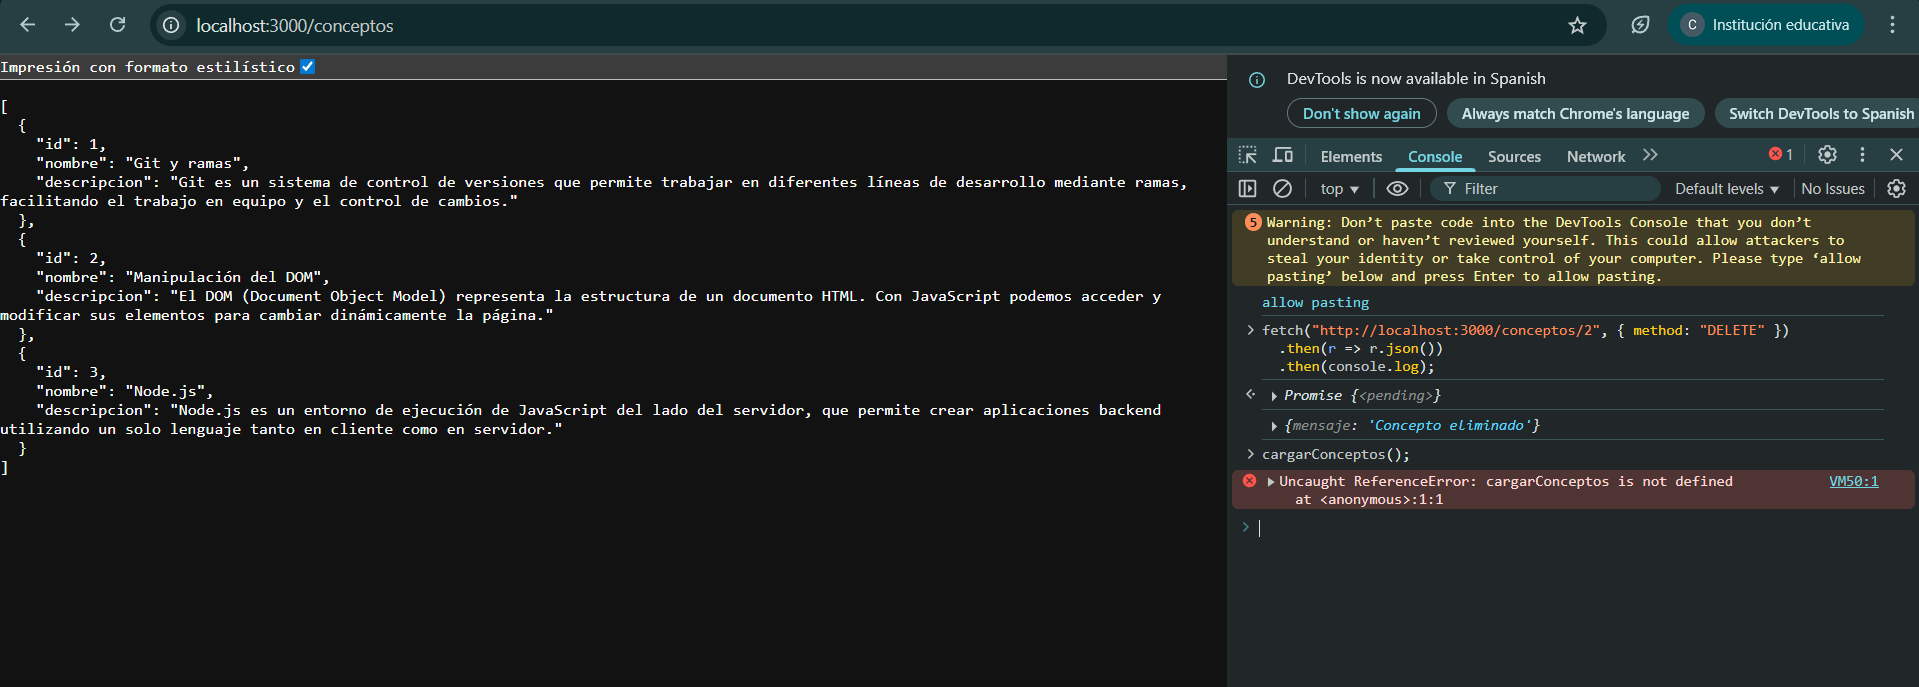 localhost:3000/conceptos
C Institución educativa
Impresión con formato estilístico
[
  {
    "id": 1,
    "nombre": "Git y ramas",
    "descripcion": "Git es un sistema de control de versiones que permite trabajar en diferentes líneas de desarrollo mediante ramas,
facilitando el trabajo en equipo y el control de cambios."
  },
  {
    "id": 2,
    "nombre": "Manipulación del DOM",
    "descripcion": "El DOM (Document Object Model) representa la estructura de un documento HTML. Con JavaScript podemos acceder y
modificar sus elementos para cambiar dinámicamente la página."
  },
  {
    "id": 3,
    "nombre": "Node.js",
    "descripcion": "Node.js es un entorno de ejecución de JavaScript del lado del servidor, que permite crear aplicaciones backend
utilizando un solo lenguaje tanto en cliente como en servidor."
  }
]
DevTools is now available in Spanish
Don't show again Always match Chrome's language Switch DevTools to Spanish
Elements Console Sources Network 1
top Filter Default levels No Issues
5 Warning: Don’t paste code into the DevTools Console that you don’t
understand or haven’t reviewed yourself. This could allow attackers to
steal your identity or take control of your computer. Please type ‘allow
pasting’ below and press Enter to allow pasting.
allow pasting
fetch("http://localhost:3000/conceptos/2", { method: "DELETE" })
  .then(r => r.json())
  .then(console.log);
Promise {<pending>}
{mensaje: 'Concepto eliminado'}
cargarConceptos();
Uncaught ReferenceError: cargarConceptos is not defined VM50:1
at <anonymous>:1:1